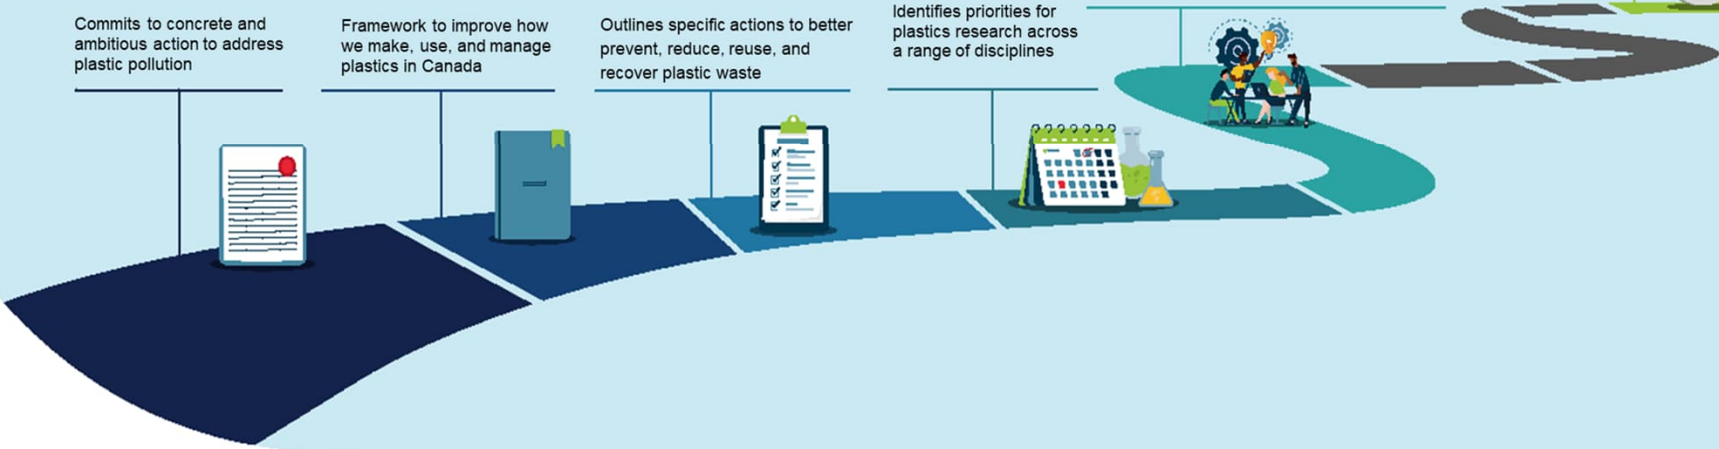 Commits to concrete and
ambitious action to address
plastic pollution
Framework to improve how
we make, use, and manage
plastics in Canada
Outlines specific actions to better
prevent, reduce, reuse, and
recover plastic waste
Identifies priorities for
plastics research across
a range of disciplines